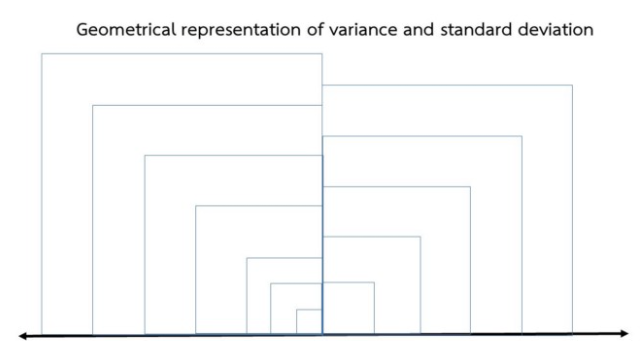 Geometrical representation of variance and standard deviation